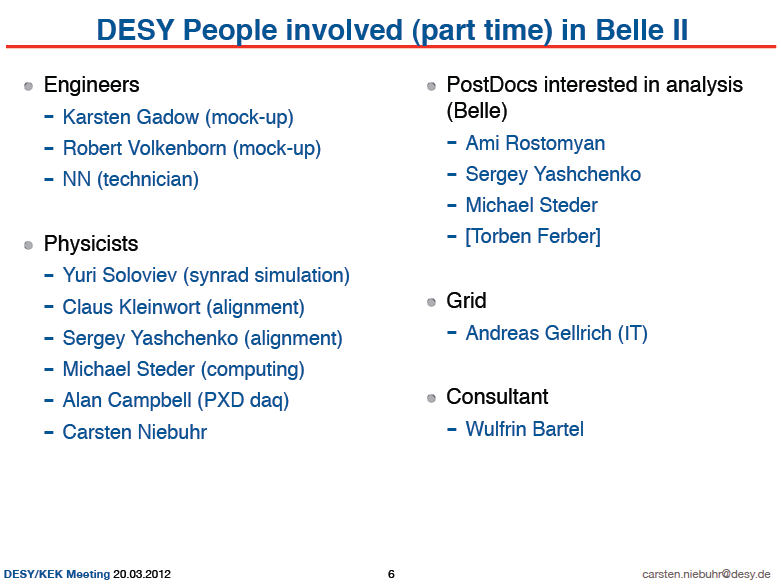 DESY People involved (part time) in Belle II
Engineers
- Karsten Gadow (mock-up)
- Robert Volkenborn (mock-up)
- NN (technician)
Physicists
- Yuri Soloviev (synrad simulation)
- Claus Kleinwort (alignment)
- Sergey Yashchenko (alignment)
- Michael Steder (computing)
- Alan Campbell (PXD daq)
- Carsten Niebuhr
PostDocs interested in analysis
(Belle)
- Ami Rostomyan
- Sergey Yashchenko
- Michael Steder
- [Torben Ferber]
Grid
- Andreas Gellrich (IT)
Consultant
- Wulfrin Bartel
DESY/KEK Meeting 20.03.2012
6
carsten.niebuhr@desy.de